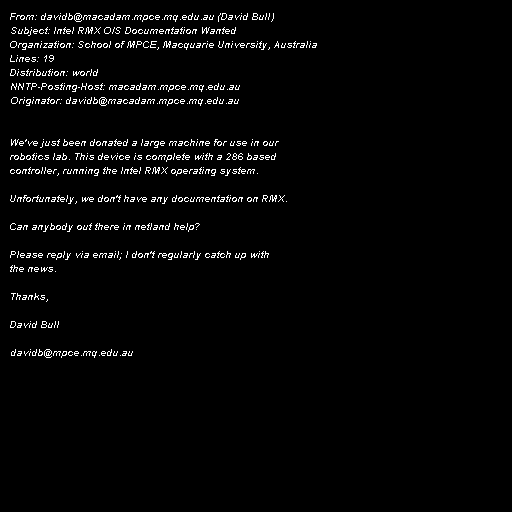 From: davidb@macadam.mpce.mq.edu.au (David Bull)
Subject: Intel RMX OIS Documentation Wanted
Organization: School of MPCE, Macquarie University, Australia
Lines: 19
Distribution: world
NNTP-Posting-Host: macadam.mpce.mq.edu.au
Originator: davidb@macadam.mpce.mq.edu.au
We've just been donated a large machine for use in our
robotics lab. This device is complete with a 286 based
controller, running the Intel RMX operating system.
Unfortunately, we don't have any documentation on RMX.
Can anybody out there in netland help?
Please reply via email; I don't regularly catch up with
the news.
Thanks,
David Bull
davidb@mpce.mq.edu.au